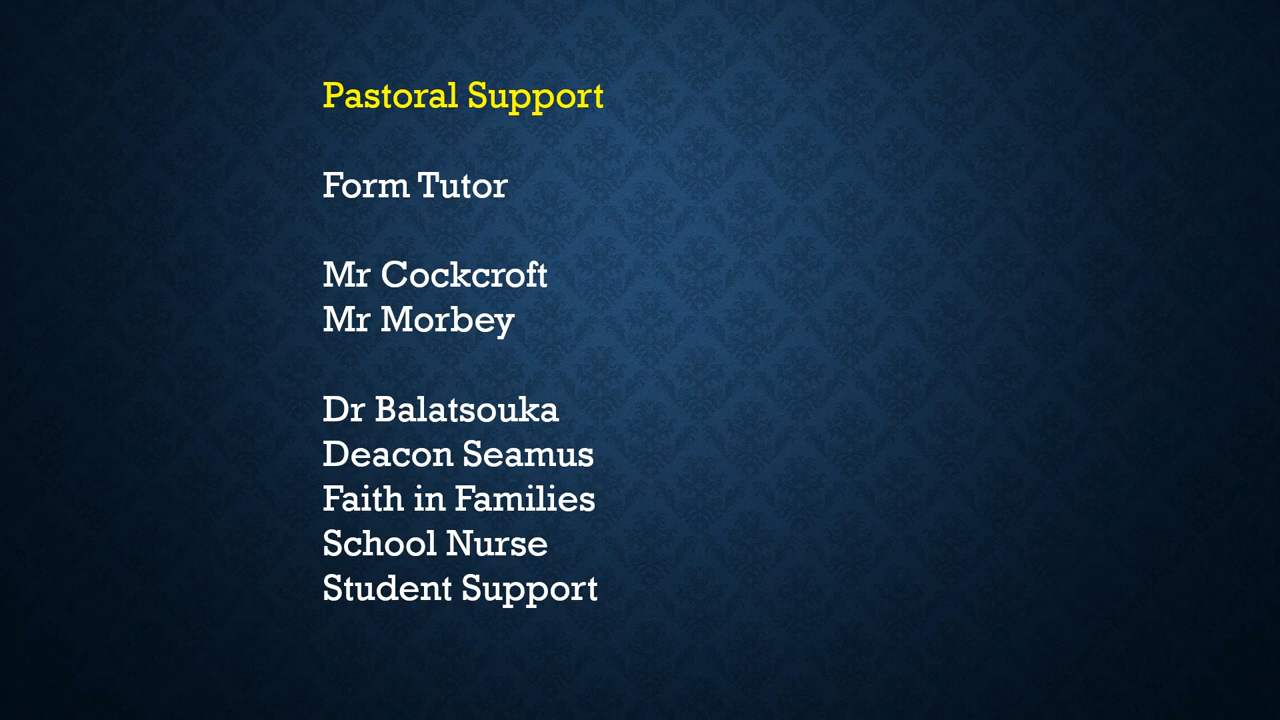 Pastoral Support
Form Tutor
Mr Cockcroft
Mr Morbey
Dr Balatsouka
Deacon Seamus
Faith in Families
School Nurse
Student Support